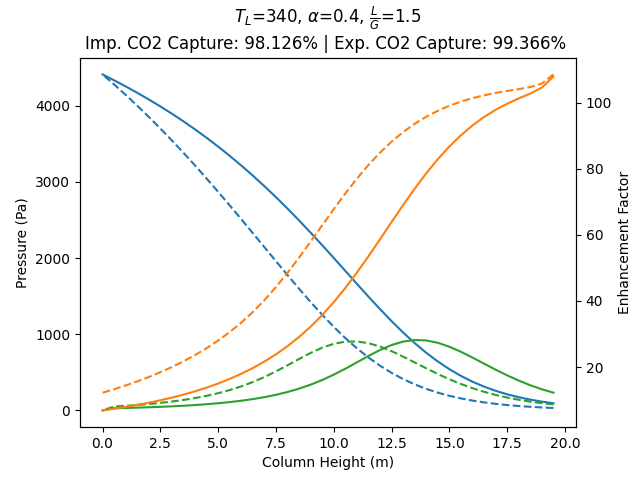 T_L=340, α=0.4, L/G=1.5
Imp. CO2 Capture: 98.126% | Exp. CO2 Capture: 99.366%
Pressure (Pa)
4000
3000
2000
1000
0
100
80
60
40
20
Enhancement Factor
0.0 2.5 5.0 7.5 10.0 12.5 15.0 17.5 20.0
Column Height (m)